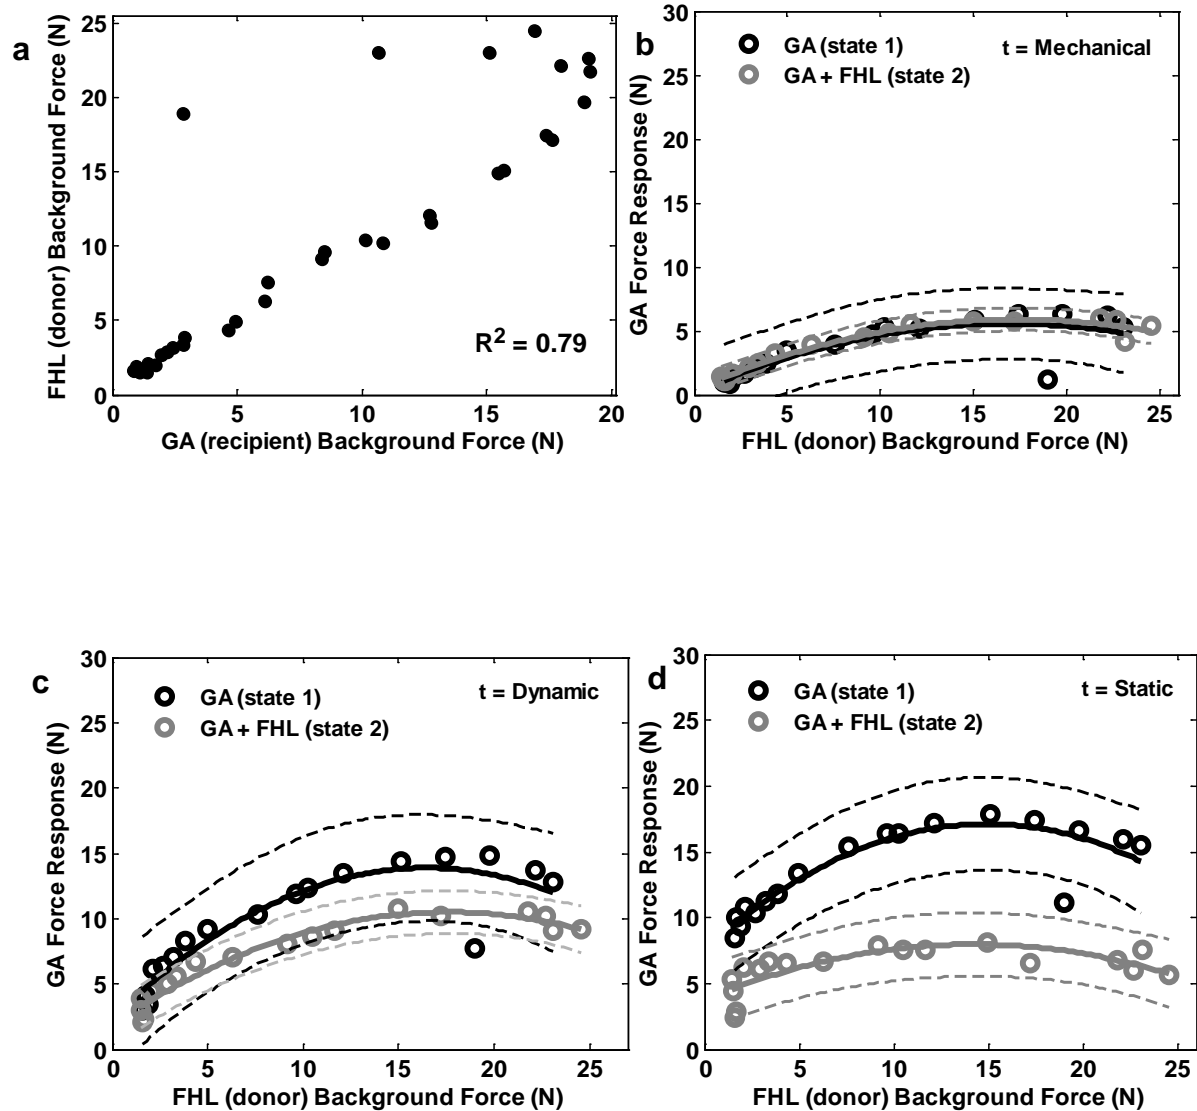 a
FHL (donor) Background Force (N)
25
20
15
10
5
0
R² = 0.79
0 5 10 15 20
GA (recipient) Background Force (N)
b
GA Force Response (N)
30
25
20
15
10
5
0
GA (state 1)
GA + FHL (state 2)
t = Mechanical
5 10 15 20 25
FHL (donor) Background Force (N)
c
GA Force Response (N)
30
25
20
15
10
5
0
GA (state 1)
GA + FHL (state 2)
t = Dynamic
0 5 10 15 20 25
FHL (donor) Background Force (N)
d
GA Force Response (N)
30
25
20
15
10
5
0
GA (state 1)
GA + FHL (state 2)
t = Static
0 5 10 15 20 25
FHL (donor) Background Force (N)